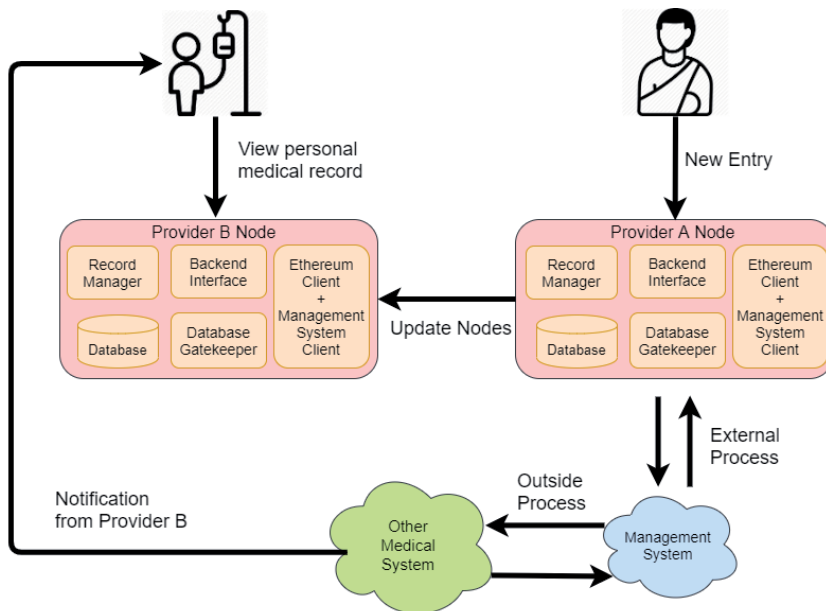 View personal
medical record
New Entry
Provider B Node
Record
Manager
Backend
Interface
Ethereum
Client
+
Management
System
Client
Database
Database
Gatekeeper
Update Nodes
Provider A Node
Record
Manager
Backend
Interface
Ethereum
Client
+
Management
System
Client
Database
Database
Gatekeeper
External
Process
Notification
from Provider B
Outside
Process
Other
Medical
System
Management
System